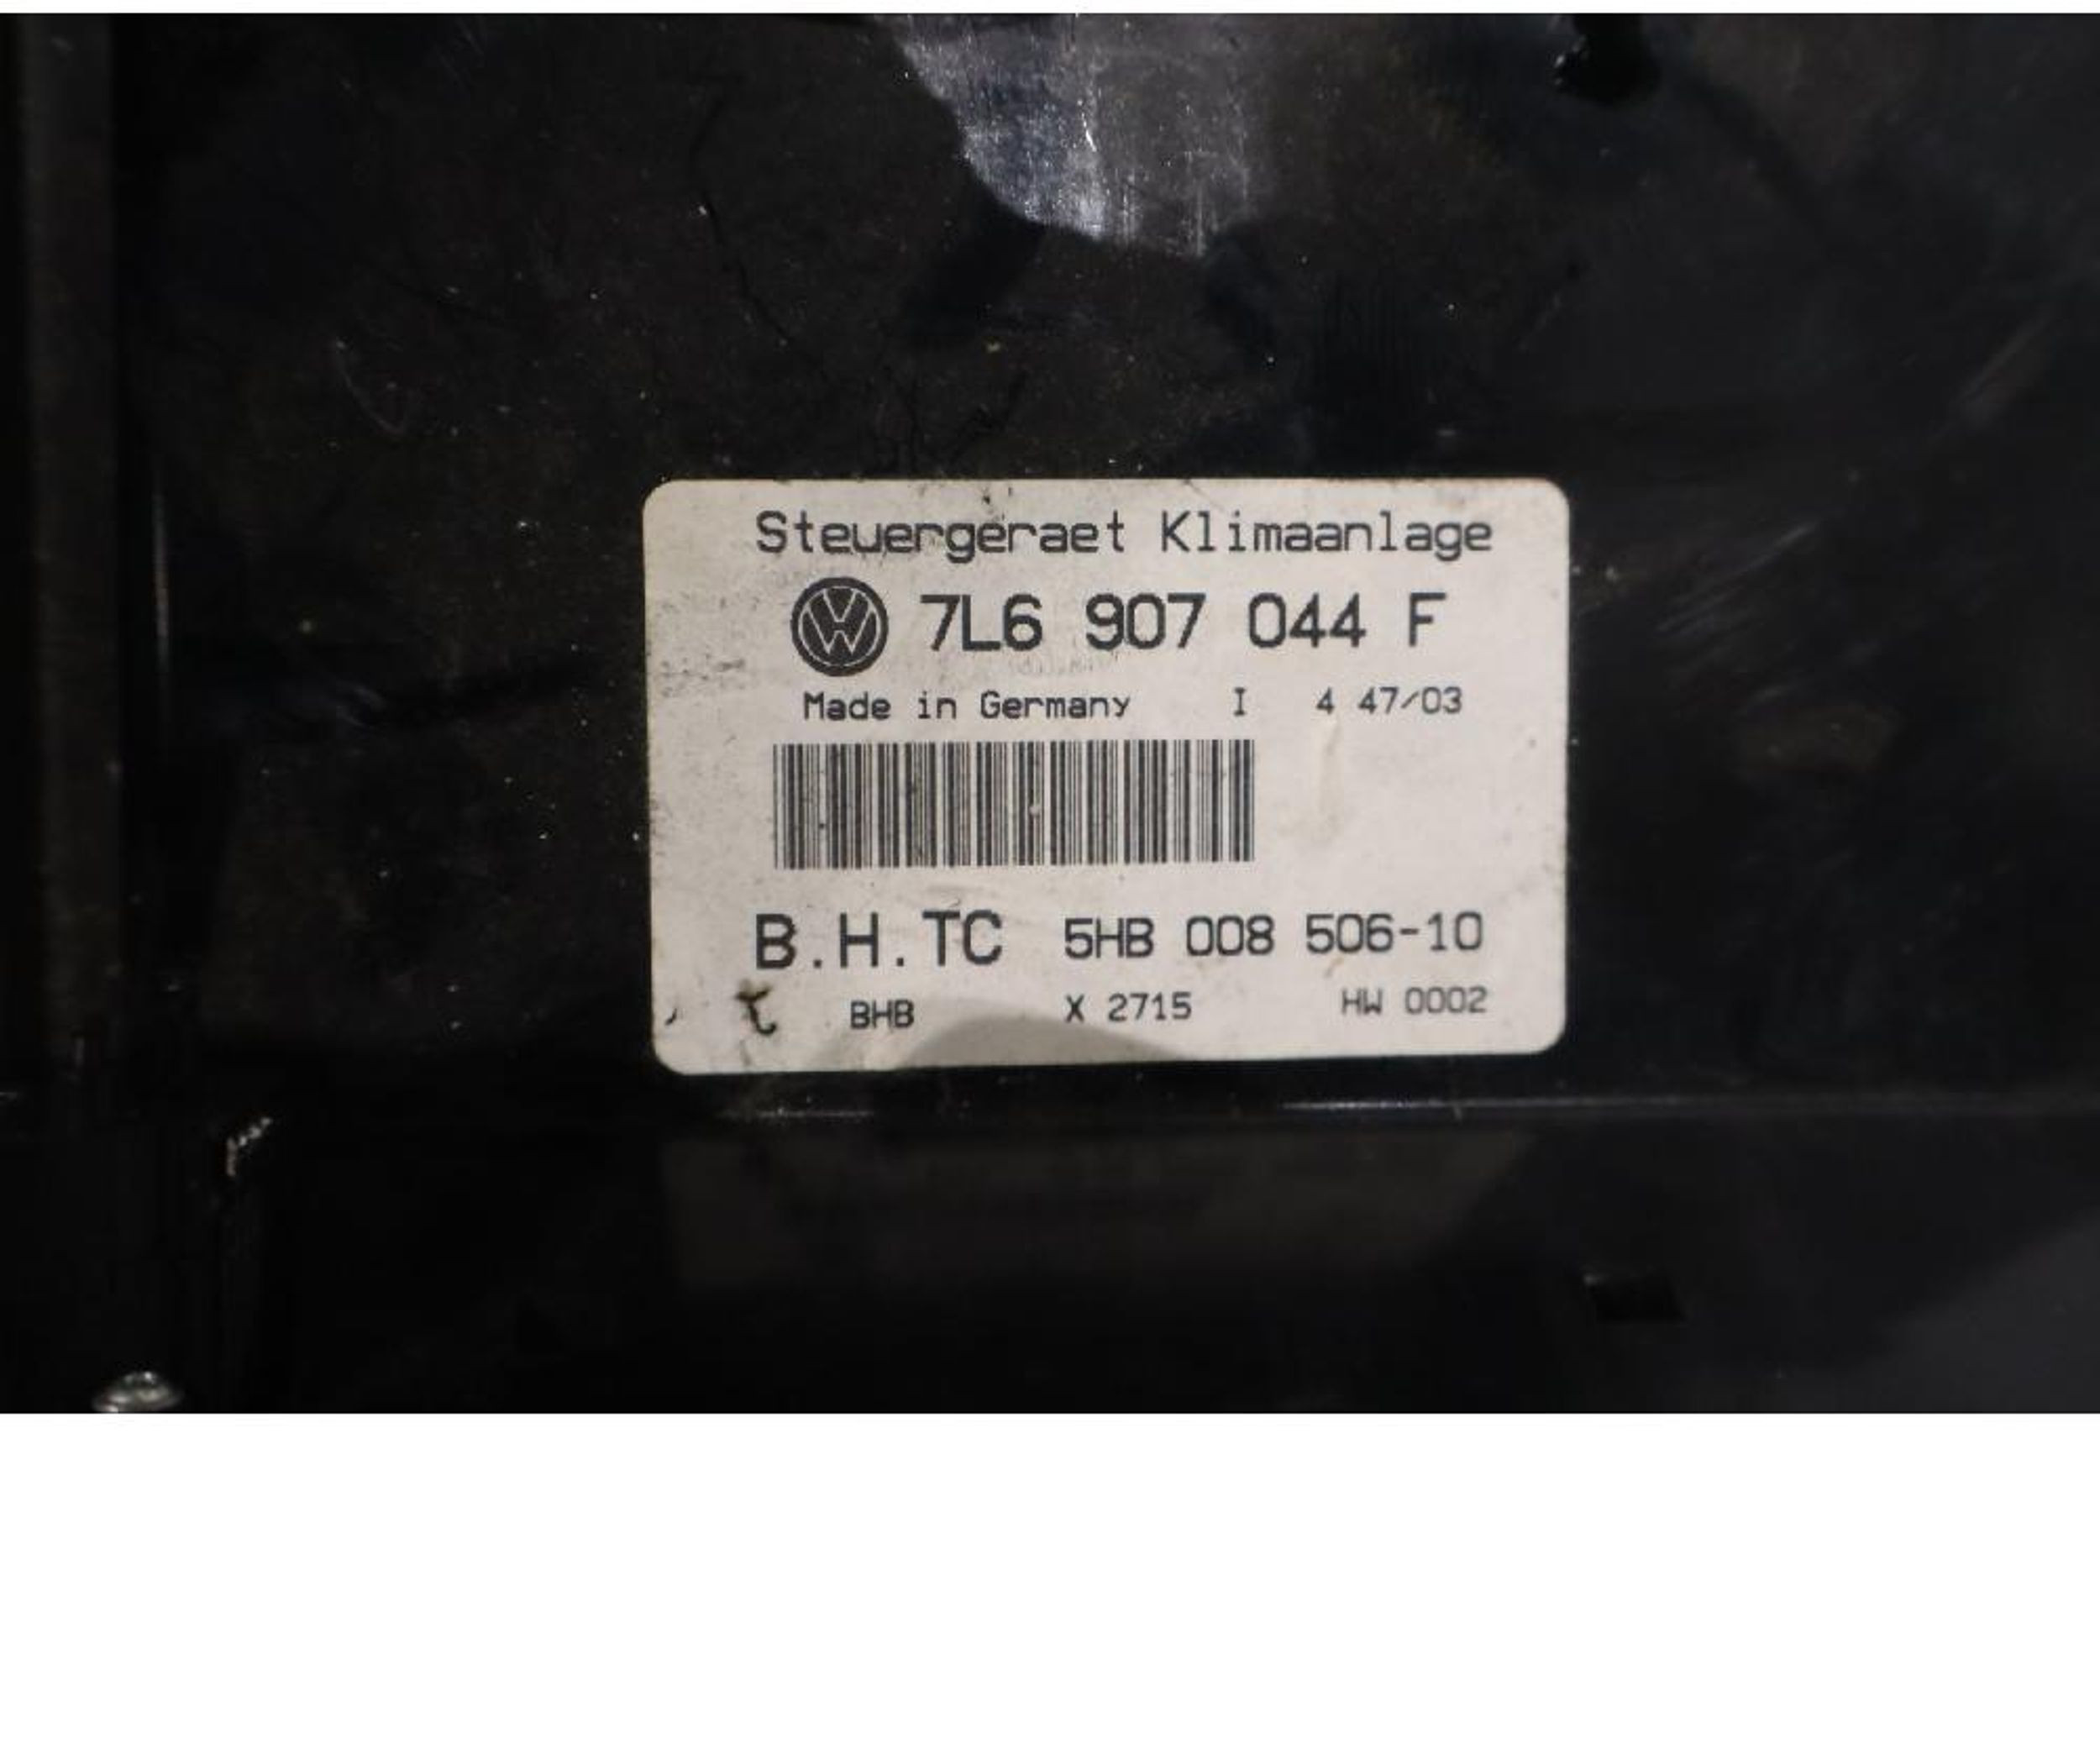 Steuergeraet Klimaanlage
7L6 907 044 F
Made in Germany I 4 47/03
B.H.TC 5HB 008 506-10
BHB X 2715 HW 0002